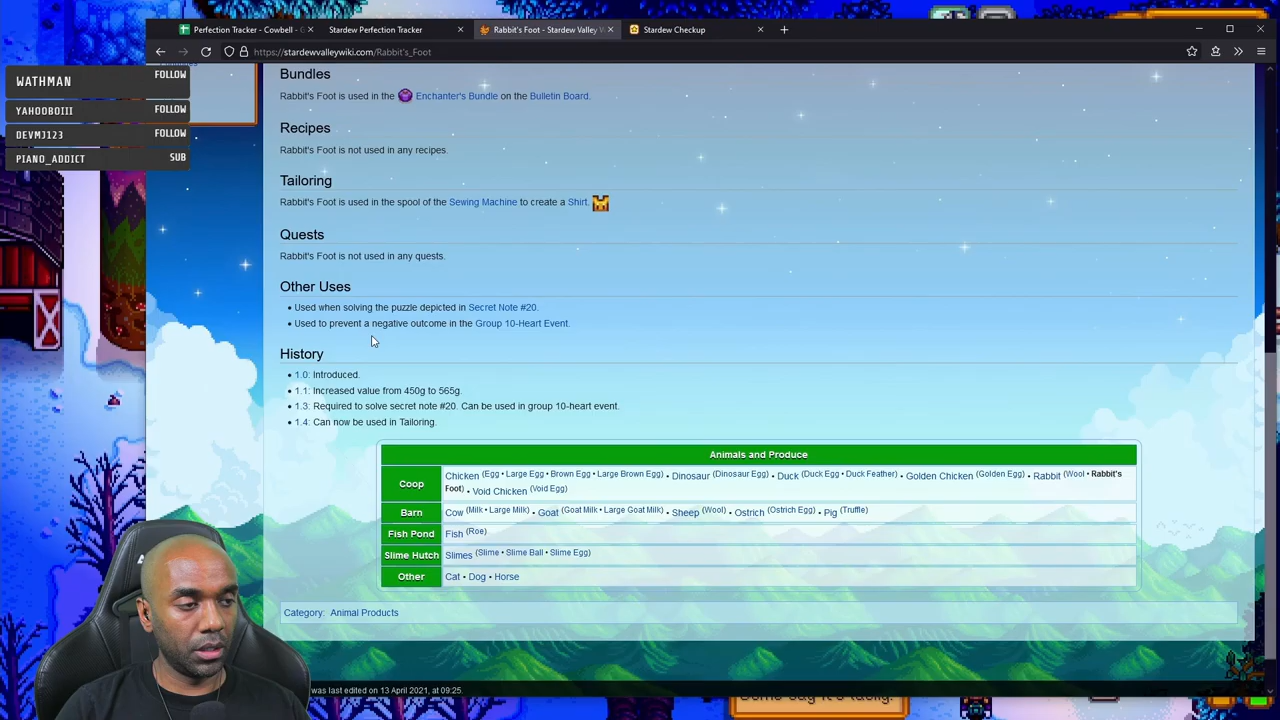 Perfection Tracker - Cowbell - G
Stardew Perfection Tracker
Rabbit's Foot - Stardew Valley W
Stardew Checkup
https://stardewvalleywiki.com/Rabbit's_Foot
WATHMAN FOLLOW
YAHOOBOIII FOLLOW
DEVMJ123 FOLLOW
PIANO_ADDICT SUB
Bundles
Rabbit's Foot is used in the Enchanter's Bundle on the Bulletin Board.
Recipes
Rabbit's Foot is not used in any recipes.
Tailoring
Rabbit's Foot is used in the spool of the Sewing Machine to create a Shirt.
Quests
Rabbit's Foot is not used in any quests.
Other Uses
• Used when solving the puzzle depicted in Secret Note #20.
• Used to prevent a negative outcome in the Group 10-Heart Event.
History
• 1.0: Introduced.
• 1.1: Increased value from 450g to 565g.
• 1.3: Required to solve secret note #20. Can be used in group 10-heart event.
• 1.4: Can now be used in Tailoring.
Animals and Produce
Coop Chicken (Egg • Large Egg • Brown Egg • Large Brown Egg) • Dinosaur (Dinosaur Egg) • Duck (Duck Egg • Duck Feather) • Golden Chicken (Golden Egg) • Rabbit (Wool • Rabbit's
Foot) • Void Chicken (Void Egg)
Barn Cow (Milk • Large Milk) • Goat (Goat Milk • Large Goat Milk) • Sheep (Wool) • Ostrich (Ostrich Egg) • Pig (Truffle)
Fish Pond Fish (Roe)
Slime Hutch Slimes (Slime • Slime Ball • Slime Egg)
Other Cat • Dog • Horse
Category: Animal Products
was last edited on 13 April 2021, at 09:25.